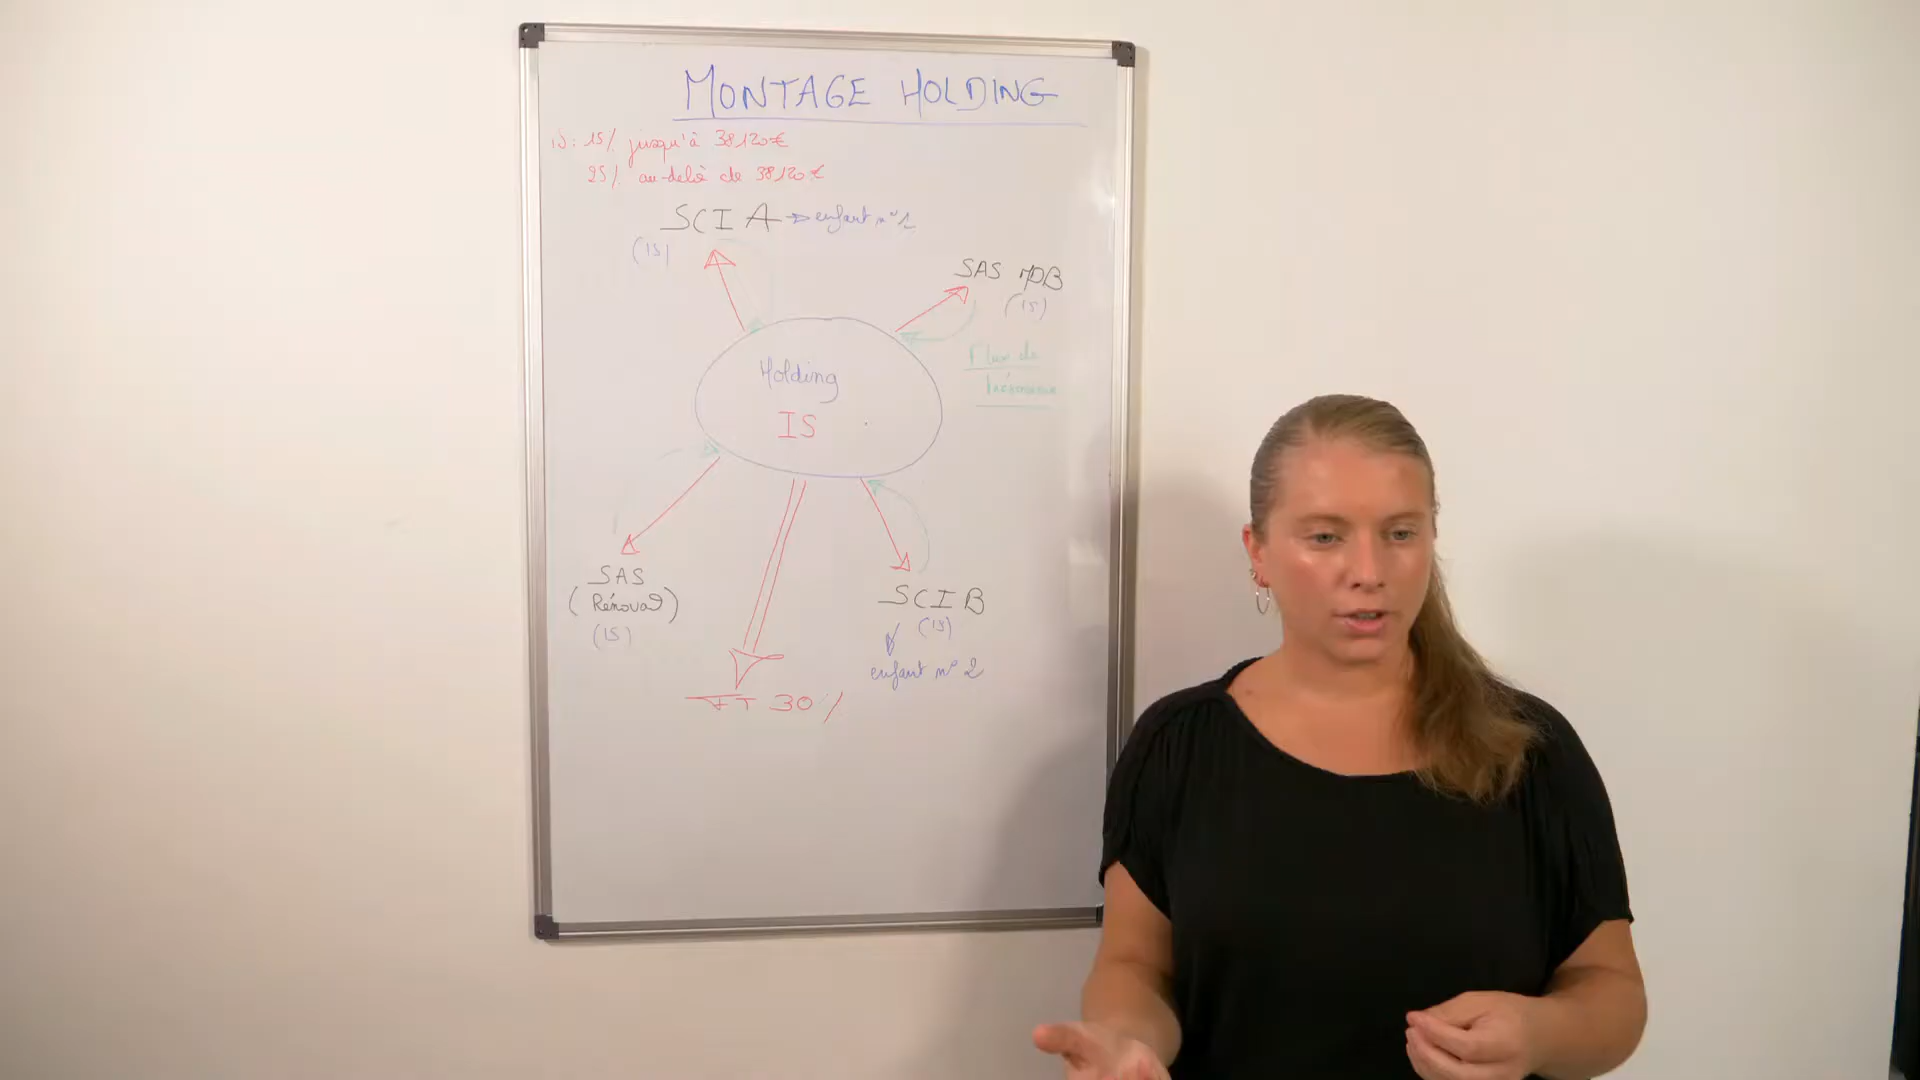 MONTAGE HOLDING
IS: 15% jusqu'à 38120€
25% au-delà de 38120€
SCI A → enfant n°1
(IS)
SAS MDB
(IS)
Flux de
trésorerie
Holding
IS
SAS
(Rénova°)
(IS)
SCI B
(IS)
enfant n° 2
FT 30%